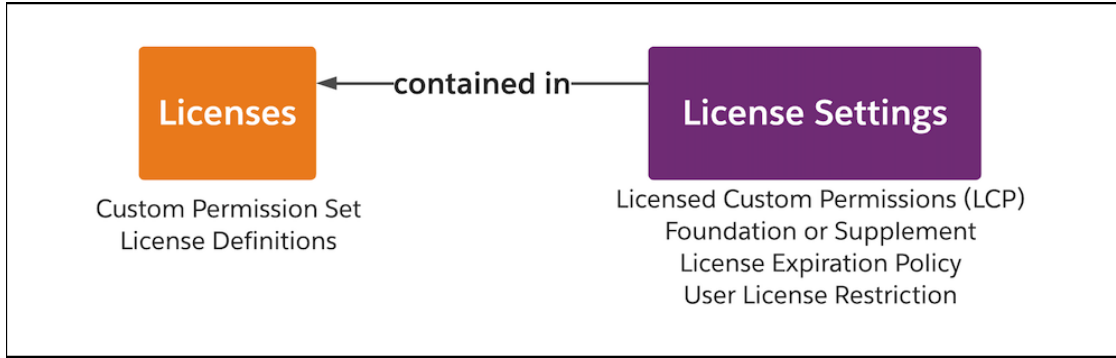 Licenses
contained in
License Settings
Custom Permission Set
License Definitions
Licensed Custom Permissions (LCP)
Foundation or Supplement
License Expiration Policy
User License Restriction